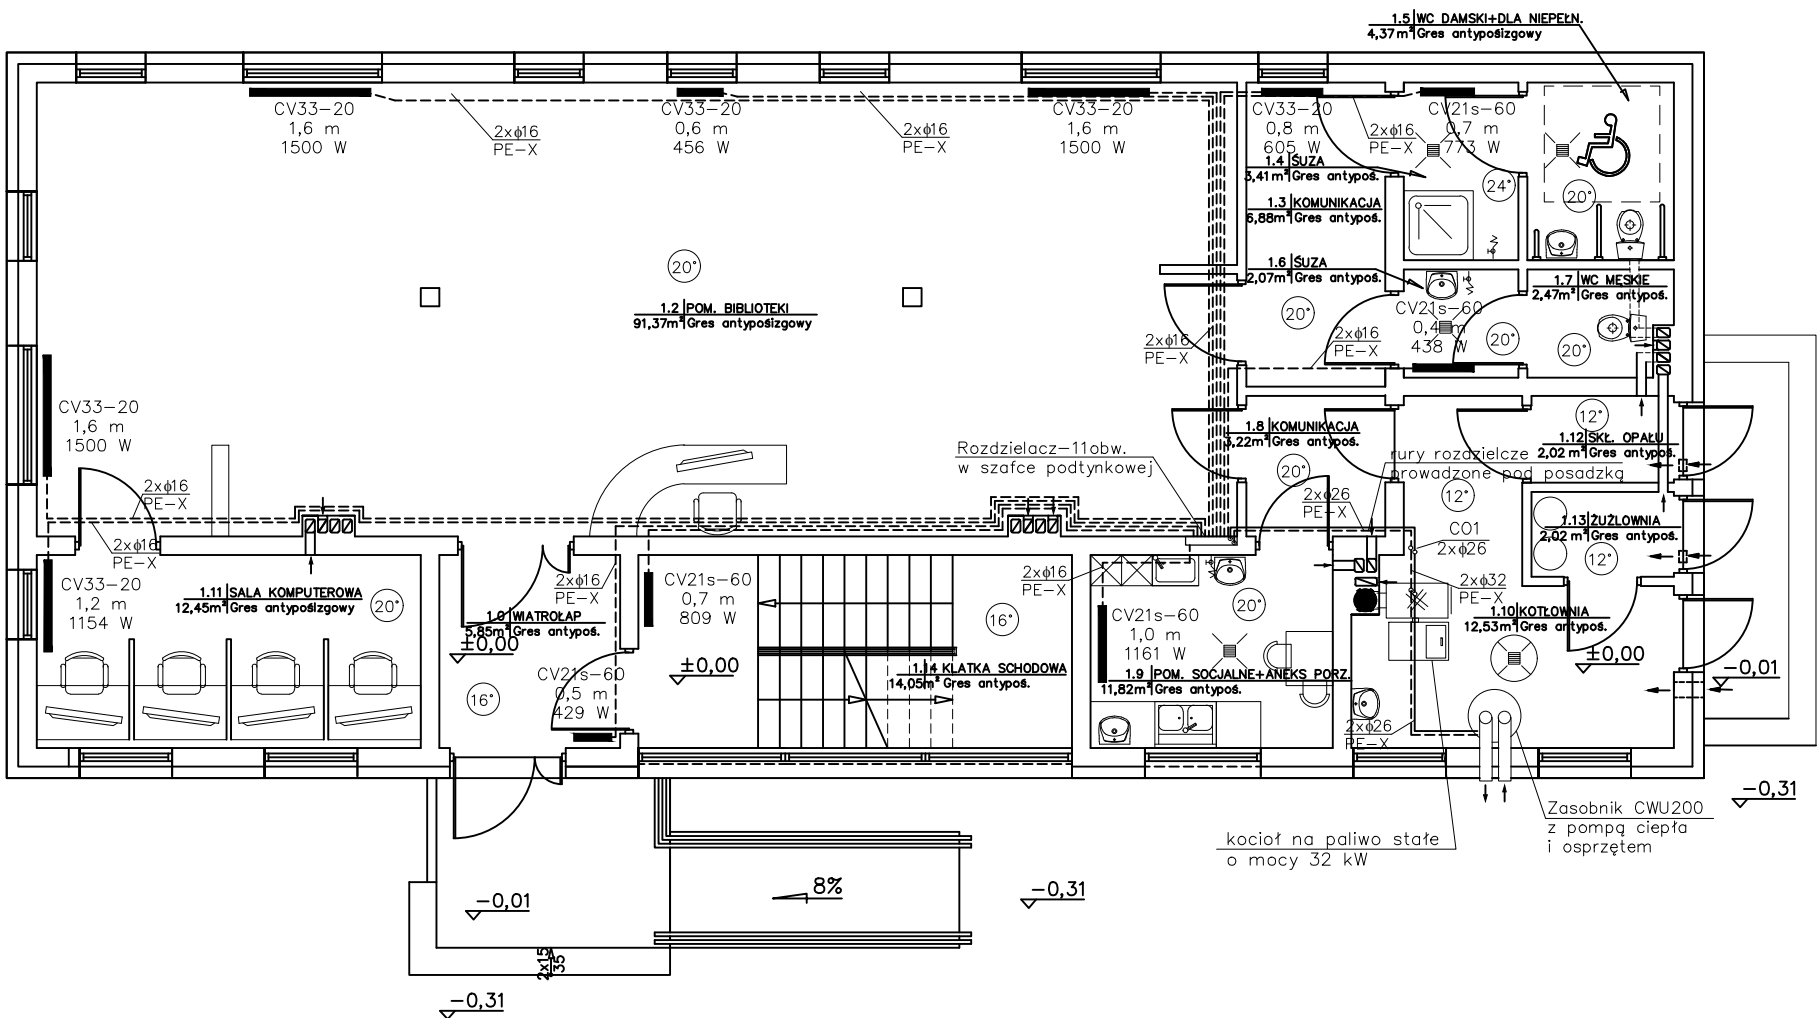 1.5 WC DAMSKI+DLA NIEPEŁN.
4,37m² Gres antypośizgowy
CV33-20
1,6 m
1500 W
2xϕ16
PE-X
CV33-20
0,6 m
456 W
2xϕ16
PE-X
CV33-20
1,6 m
1500 W
CV33-20
0,8 m
605 W
2xϕ16
PE-X
CV21s-60
0,7 m
773 W
1.4 ŚUZA
3,41m² Gres antypoś.
24°
20°
1.3 KOMUNIKACJA
6,88m² Gres antypoś.
20°
1.2 POM. BIBLIOTEKI
91,37m² Gres antypośizgowy
1.6 ŚUZA
2,07m² Gres antypoś.
1.7 WC MĘSKIE
2,47m² Gres antypoś.
20°
CV21s-60
0,4 m
438 W
20°
20°
2xϕ16
PE-X
2xϕ16
PE-X
CV33-20
1,6 m
1500 W
12°
1.8 KOMUNIKACJA
3,22m² Gres antypoś.
20°
1.12 SKŁ. OPAŁU
2,02 m² Gres antypoś.
Rozdzielacz-11obw.
w szafce podtynkowej
rury rozdzielcze
prowadzone pod posadzką
2xϕ16
PE-X
2xϕ26
PE-X
12°
1.13 ŻUŻLOWNIA
2,02 m² Gres antypoś.
12°
CO1
2xϕ26
2xϕ16
PE-X
CV33-20
1,2 m
1154 W
1.11 SALA KOMPUTEROWA
12,45m² Gres antypośizgowy
20°
2xϕ16
PE-X
1.0 WIATROŁAP
5,85m² Gres antypoś.
±0,00
CV21s-60
0,7 m
809 W
±0,00
16°
2xϕ16
PE-X
1.14 KLATKA SCHODOWA
14,05m² Gres antypoś.
20°
CV21s-60
1,0 m
1161 W
1.9 POM. SOCJALNE+ANEKS PORZ.
11,82m² Gres antypoś.
2xϕ32
PE-X
1.10 KOTŁOWNIA
12,53m² Gres antypoś.
±0,00
-0,01
16°
CV21s-60
0,5 m
429 W
2xϕ26
PE-X
-0,31
Zasobnik CWU200
z pompą ciepła
i osprzętem
kocioł na paliwo stałe
o mocy 32 kW
8%
-0,01
-0,31
2x15
35
-0,31